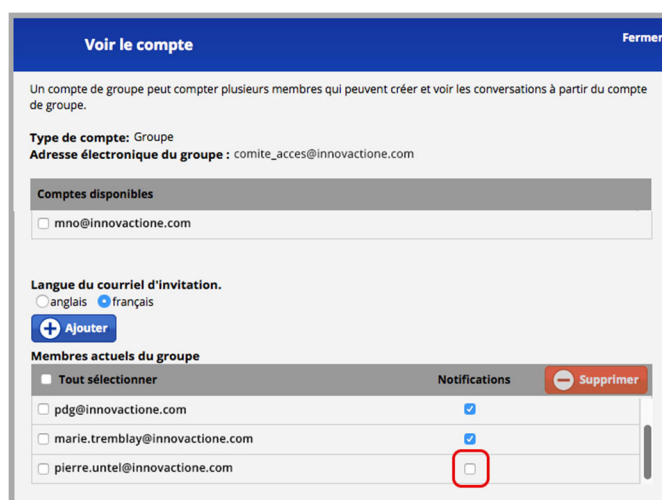 Voir le compte
Fermer
Un compte de groupe peut compter plusieurs membres qui peuvent créer et voir les conversations à partir du compte
de groupe.
Type de compte: Groupe
Adresse électronique du groupe : comite_acces@innovactione.com
Comptes disponibles
mno@innovactione.com
Langue du courriel d'invitation.
anglais français
Ajouter
Membres actuels du groupe
Tout sélectionner Notifications Supprimer
pdg@innovactione.com
marie.tremblay@innovactione.com
pierre.untel@innovactione.com